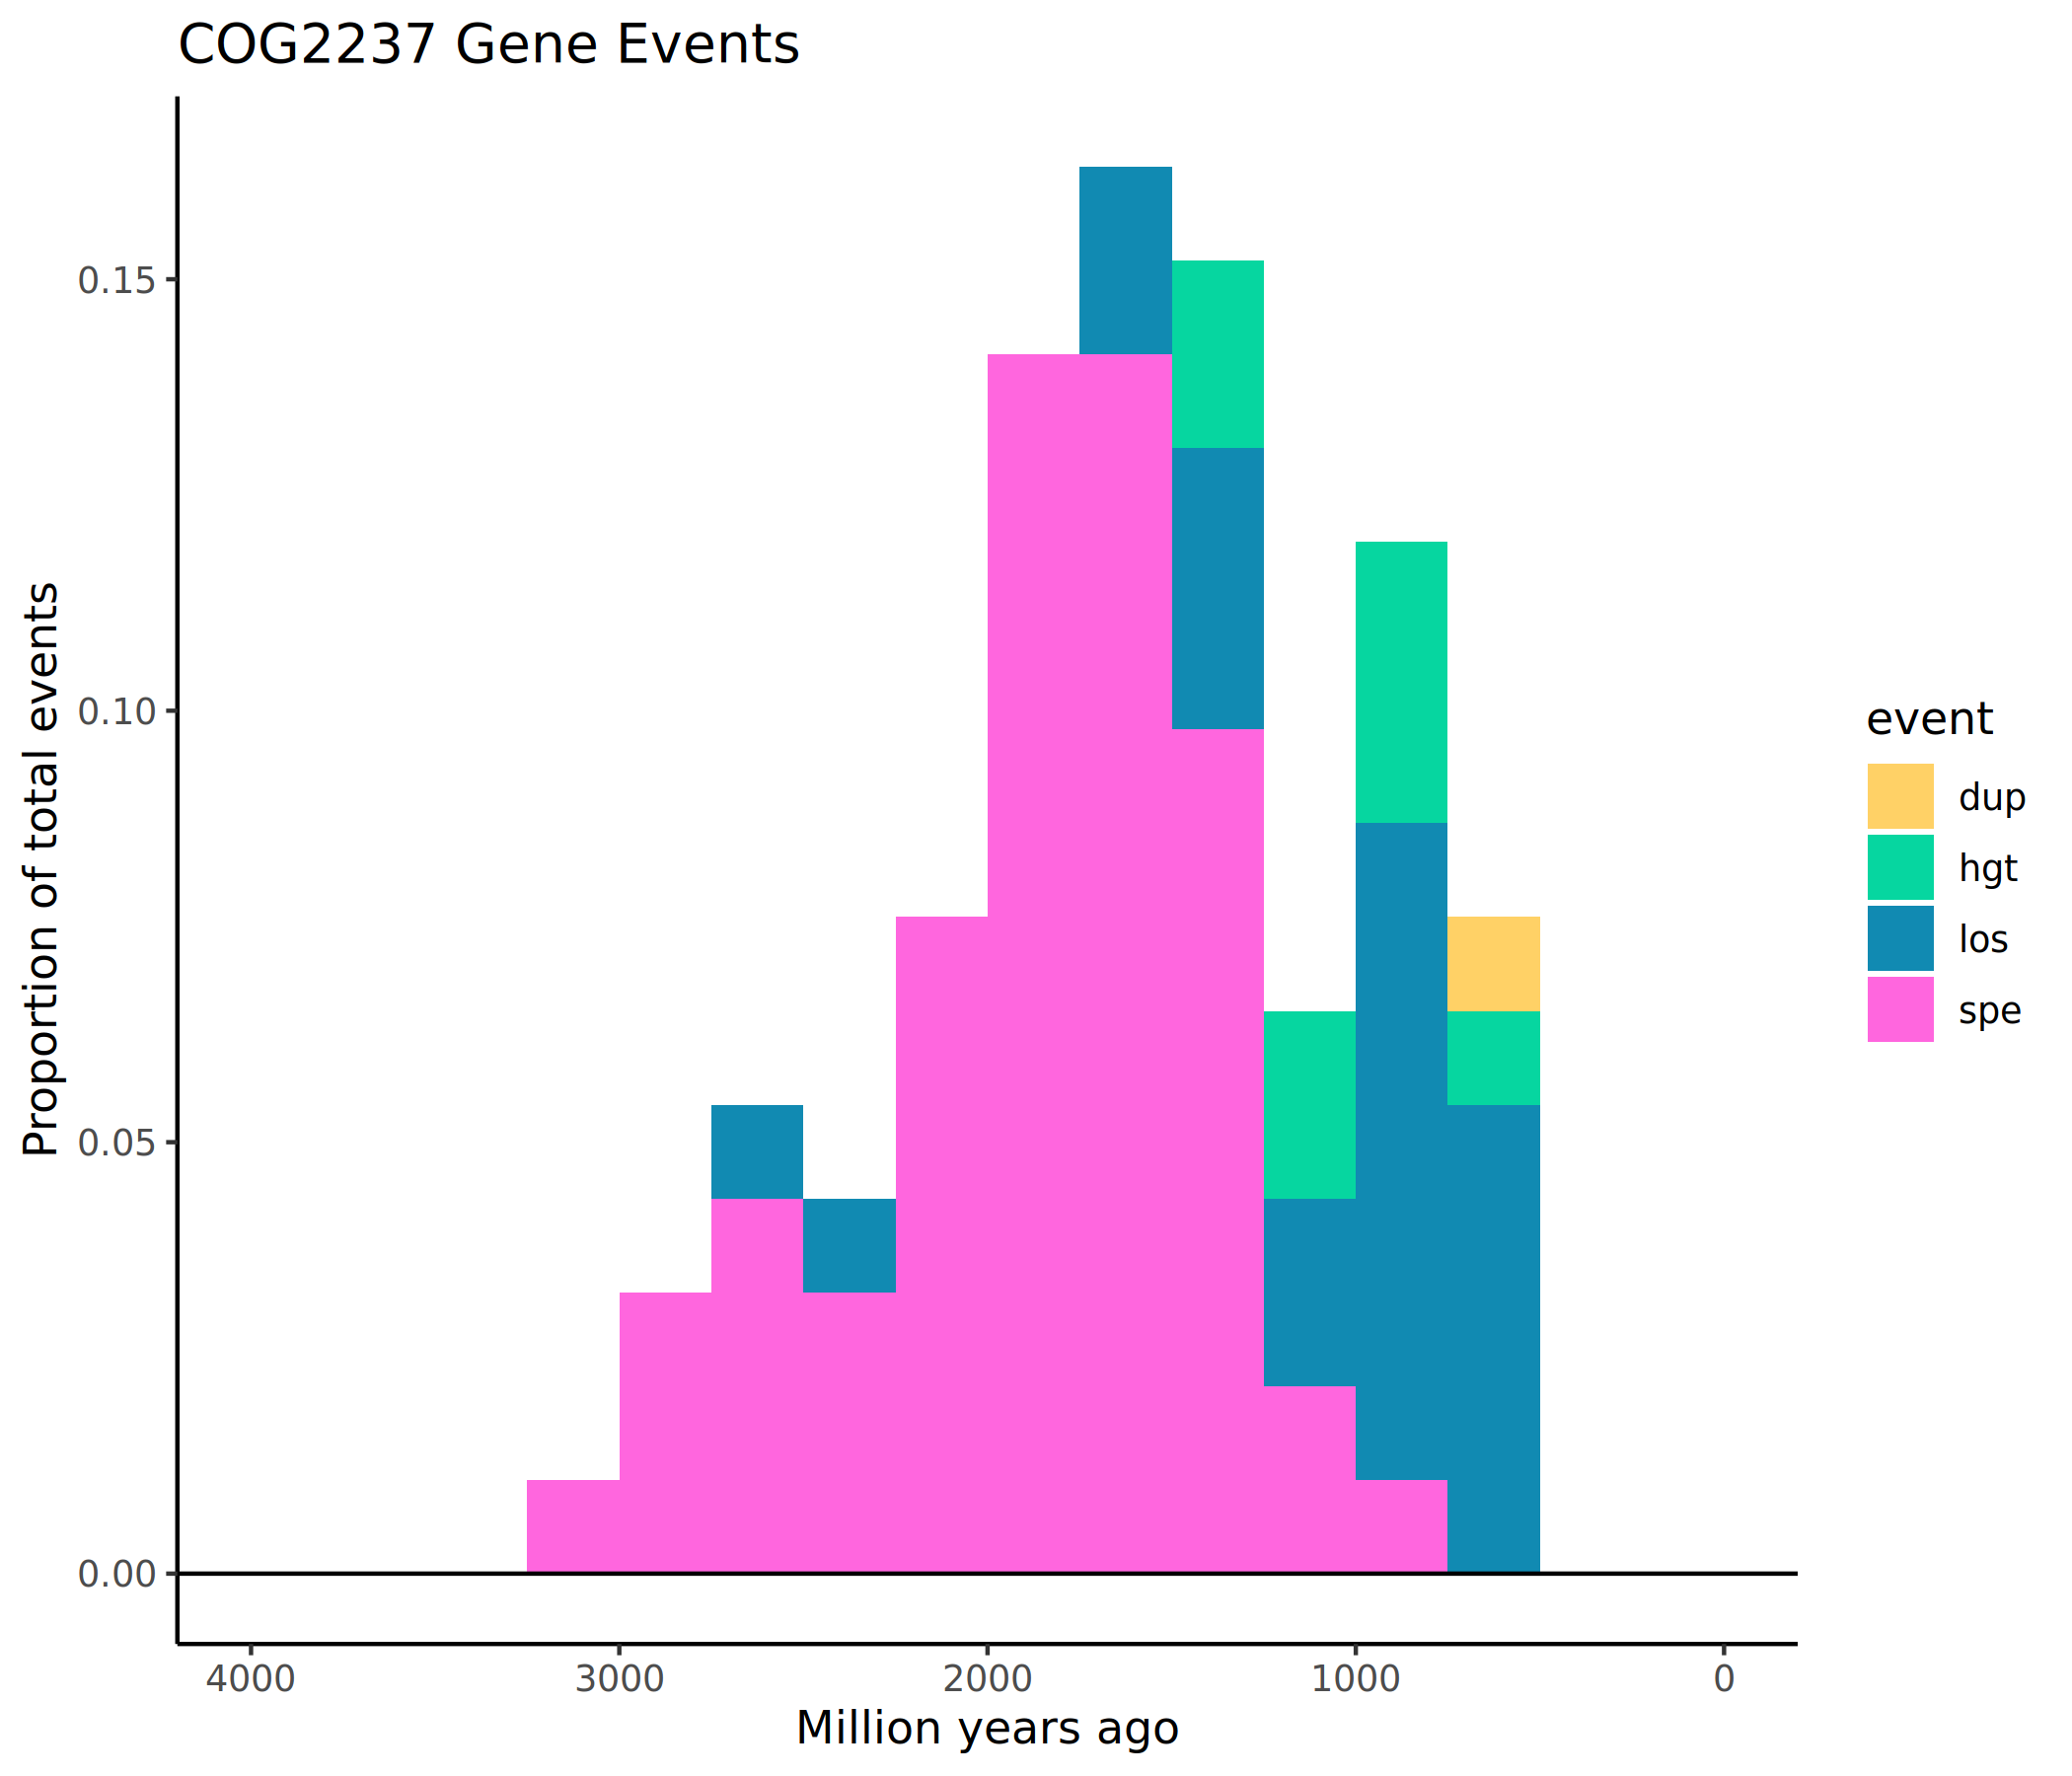 COG2237 Gene Events
Proportion of total events
0.15
0.10
0.05
0.00
4000 3000 2000 1000 0
Million years ago
event
dup
hgt
los
spe